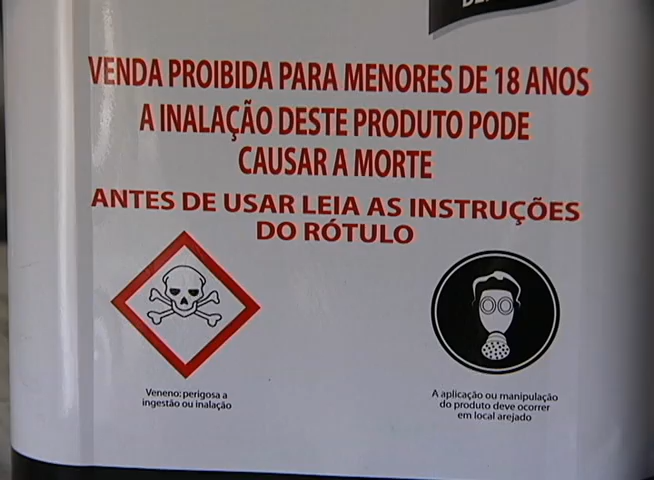 VENDA PROIBIDA PARA MENORES DE 18 ANOS
A INALAÇÃO DESTE PRODUTO PODE
CAUSAR A MORTE
ANTES DE USAR LEIA AS INSTRUÇÕES
DO RÓTULO
Veneno: perigosa a
ingestão ou inalação
A aplicação ou manipulação
do produto deve ocorrer
em local arejado